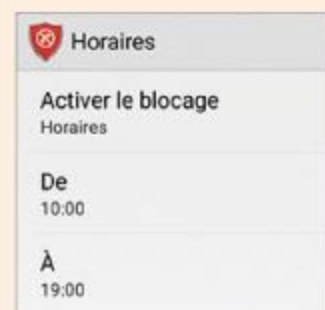 Horaires
Activer le blocage
Horaires
De
10:00
À
19:00